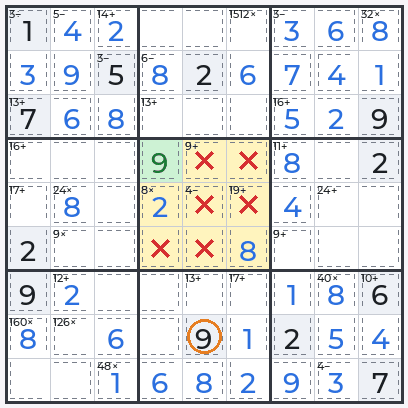 3÷ 5− 14+ 1512× 3− 32×
1 4 2 3 6 8
3− 6−
3 9 5 8 2 6 7 4 1
13+ 13+ 16+
7 6 8 5 2 9
16+ 9+ 11+
9 8 2
17+ 24× 8× 4− 19+ 24+
8 2 4
9× 9+
2 8
12+ 13+ 17+ 40× 10+
9 2 1 8 6
160× 126×
8 6 9 1 2 5 4
48× 4−
1 6 8 2 9 3 7